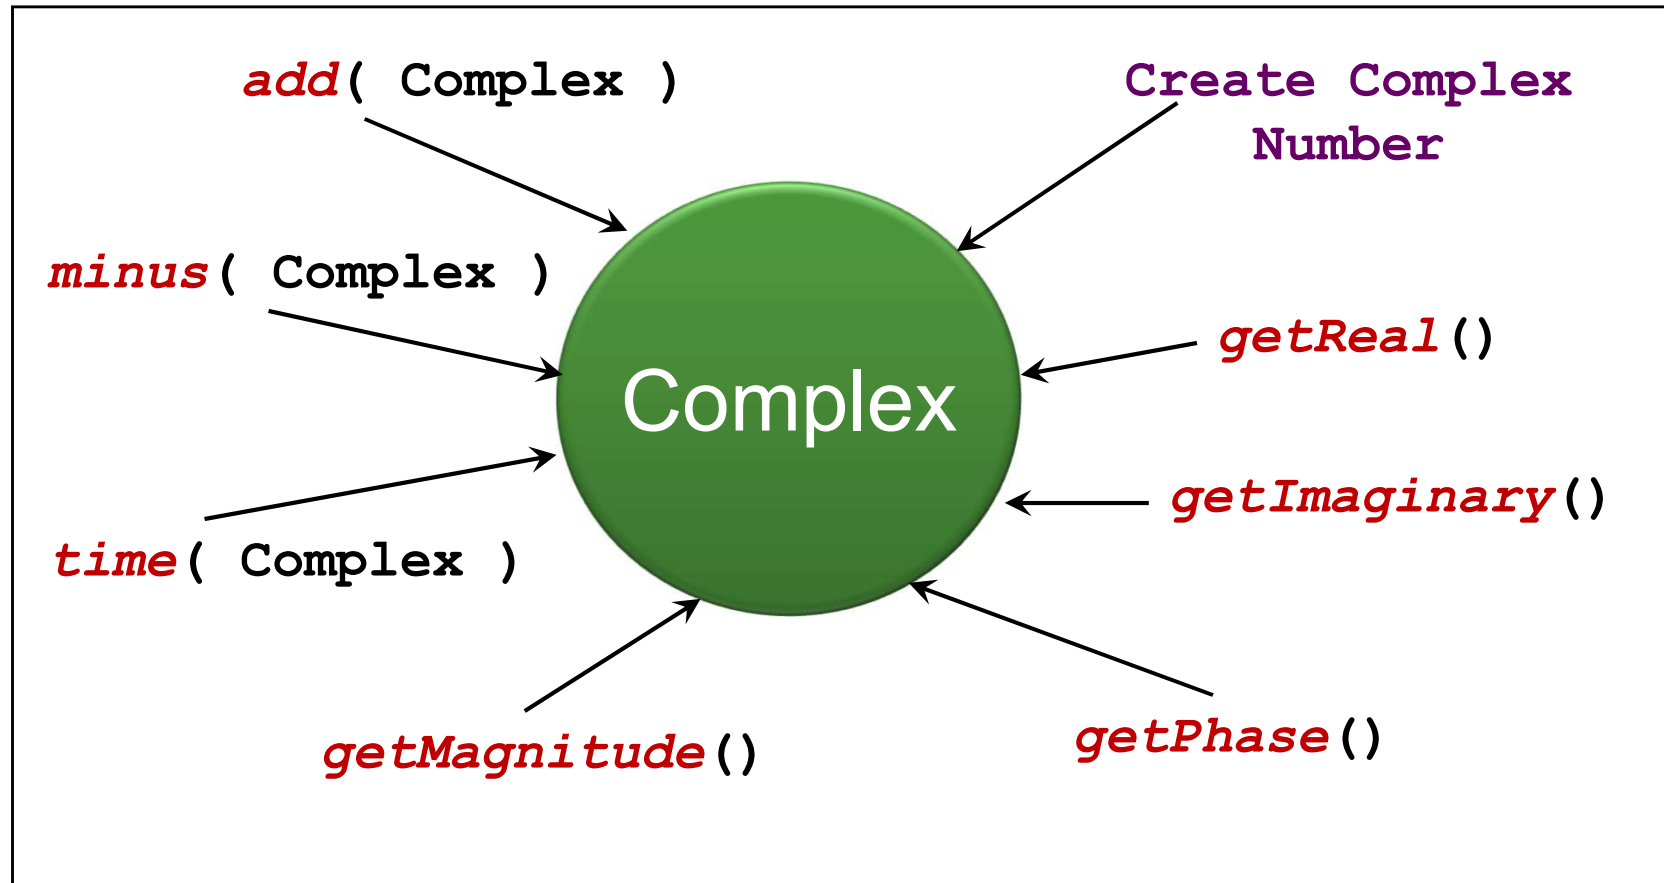 add( Complex )
Create Complex
Number
minus( Complex )
getReal()
Complex
getImaginary()
time( Complex )
getMagnitude()
getPhase()